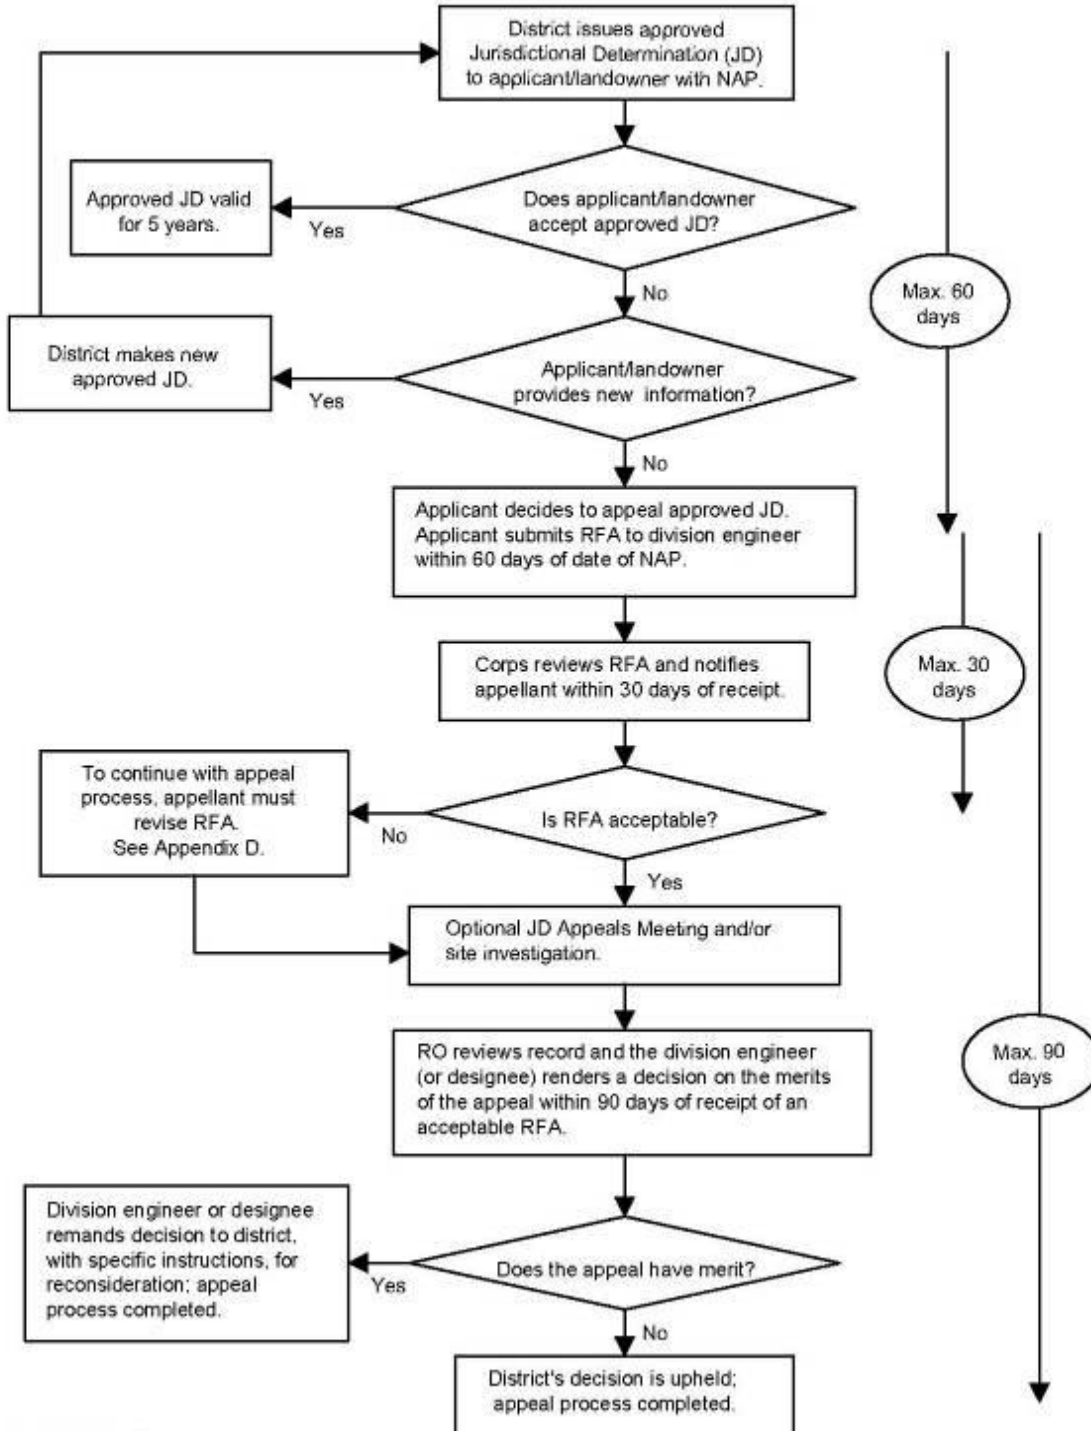 District issues approved
Jurisdictional Determination (JD)
to applicant/landowner with NAP.
Does applicant/landowner
accept approved JD?
Yes
Approved JD valid
for 5 years.
No
Max. 60
days
Applicant/landowner
provides new information?
Yes
District makes new
approved JD.
No
Applicant decides to appeal approved JD.
Applicant submits RFA to division engineer
within 60 days of date of NAP.
Corps reviews RFA and notifies
appellant within 30 days of receipt.
Max. 30
days
Is RFA acceptable?
No
To continue with appeal
process, appellant must
revise RFA.
See Appendix D.
Yes
Optional JD Appeals Meeting and/or
site investigation.
RO reviews record and the division engineer
(or designee) renders a decision on the merits
of the appeal within 90 days of receipt of an
acceptable RFA.
Max. 90
days
Does the appeal have merit?
Yes
Division engineer or designee
remands decision to district,
with specific instructions, for
reconsideration; appeal
process completed.
No
District's decision is upheld;
appeal process completed.